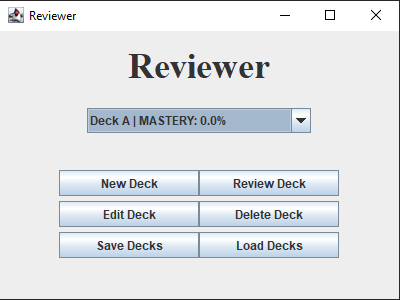 Reviewer
Reviewer
Deck A | MASTERY: 0.0%
New Deck Review Deck
Edit Deck Delete Deck
Save Decks Load Decks